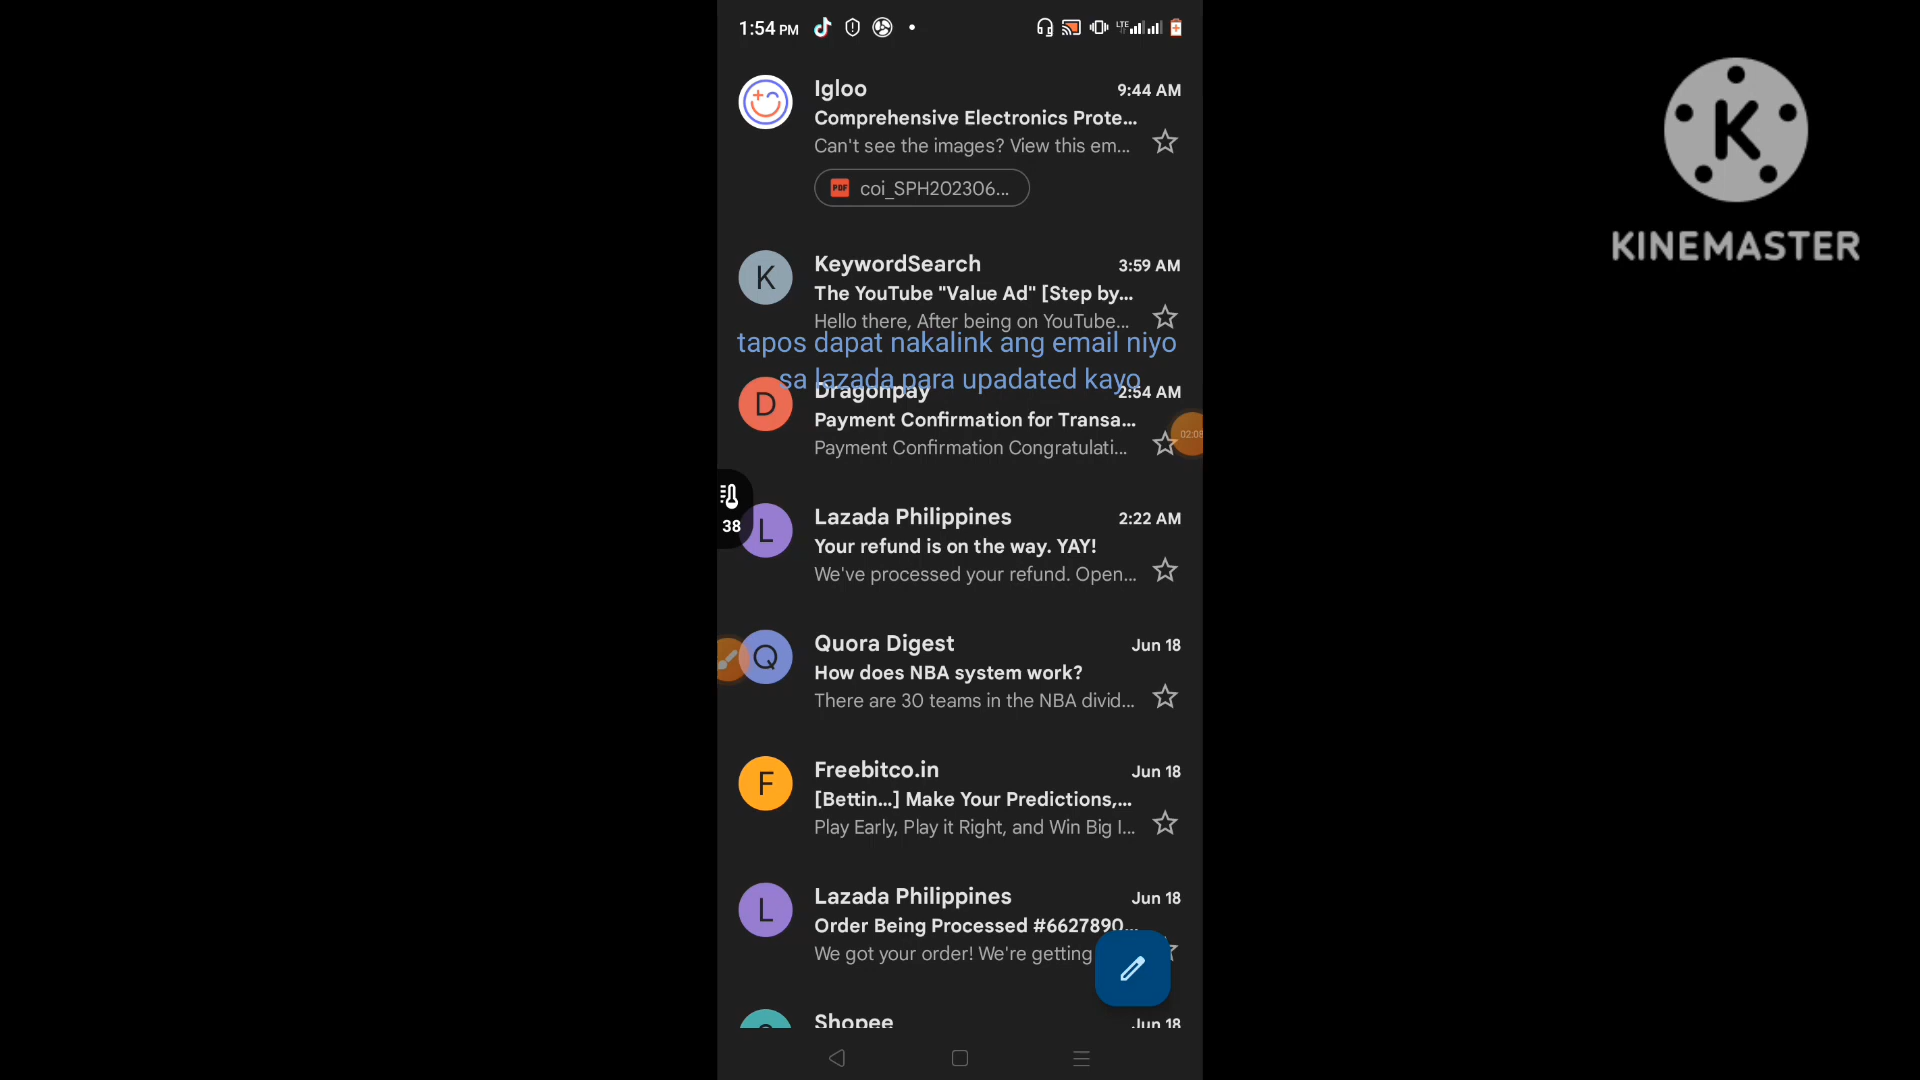 1:54 PM
LTE
Igloo
9:44 AM
Comprehensive Electronics Prote...
Can't see the images? View this em...
PDF coi_SPH202306...
K
KINEMASTER
K
KeywordSearch
3:59 AM
The YouTube "Value Ad" [Step by...
Hello there, After being on YouTube...
tapos dapat nakalink ang email niyo
sa lazada para upadated kayo
D
Dragonpay
2:54 AM
Payment Confirmation for Transa...
Payment Confirmation Congratulati...
02:08
38
L
Lazada Philippines
2:22 AM
Your refund is on the way. YAY!
We've processed your refund. Open...
Q
Quora Digest
Jun 18
How does NBA system work?
There are 30 teams in the NBA divid...
F
Freebitco.in
Jun 18
[Bettin...] Make Your Predictions,...
Play Early, Play it Right, and Win Big I...
L
Lazada Philippines
Jun 18
Order Being Processed #6627890...
We got your order! We're getting
Shopee
Jun 18